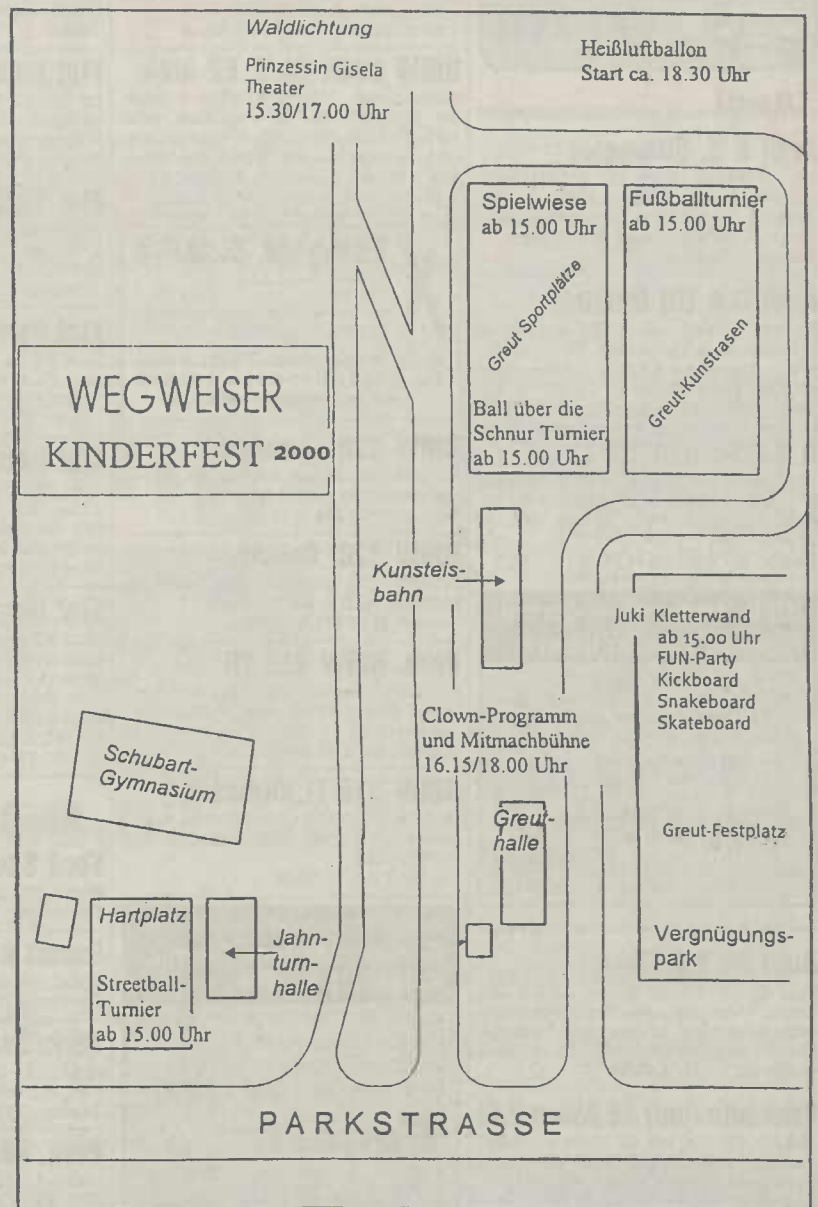 Waldlichtung
Prinzessin Gisela
Theater
15.30/17.00 Uhr
Heißluftballon
Start ca. 18.30 Uhr
Spielwiese
ab 15.00 Uhr
Greut Sportplätze
Ball über die
Schnur Turnier
ab 15.00 Uhr
Fußballturnier
ab 15.00 Uhr
Greut-Kunstrasen
WEGWEISER
KINDERFEST 2000
Kunsteis-
bahn
Juki Kletterwand
ab 15.00 Uhr
FUN-Party
Kickboard
Snakeboard
Skateboard
Clown-Programm
und Mitmachbühne
16.15/18.00 Uhr
Schubart-
Gymnasium
Greut-
halle
Greut-Festplatz
Vergnügungs-
park
Hartplatz
Streetball-
Turnier
ab 15.00 Uhr
Jahn-
turn-
halle
PARKSTRASSE